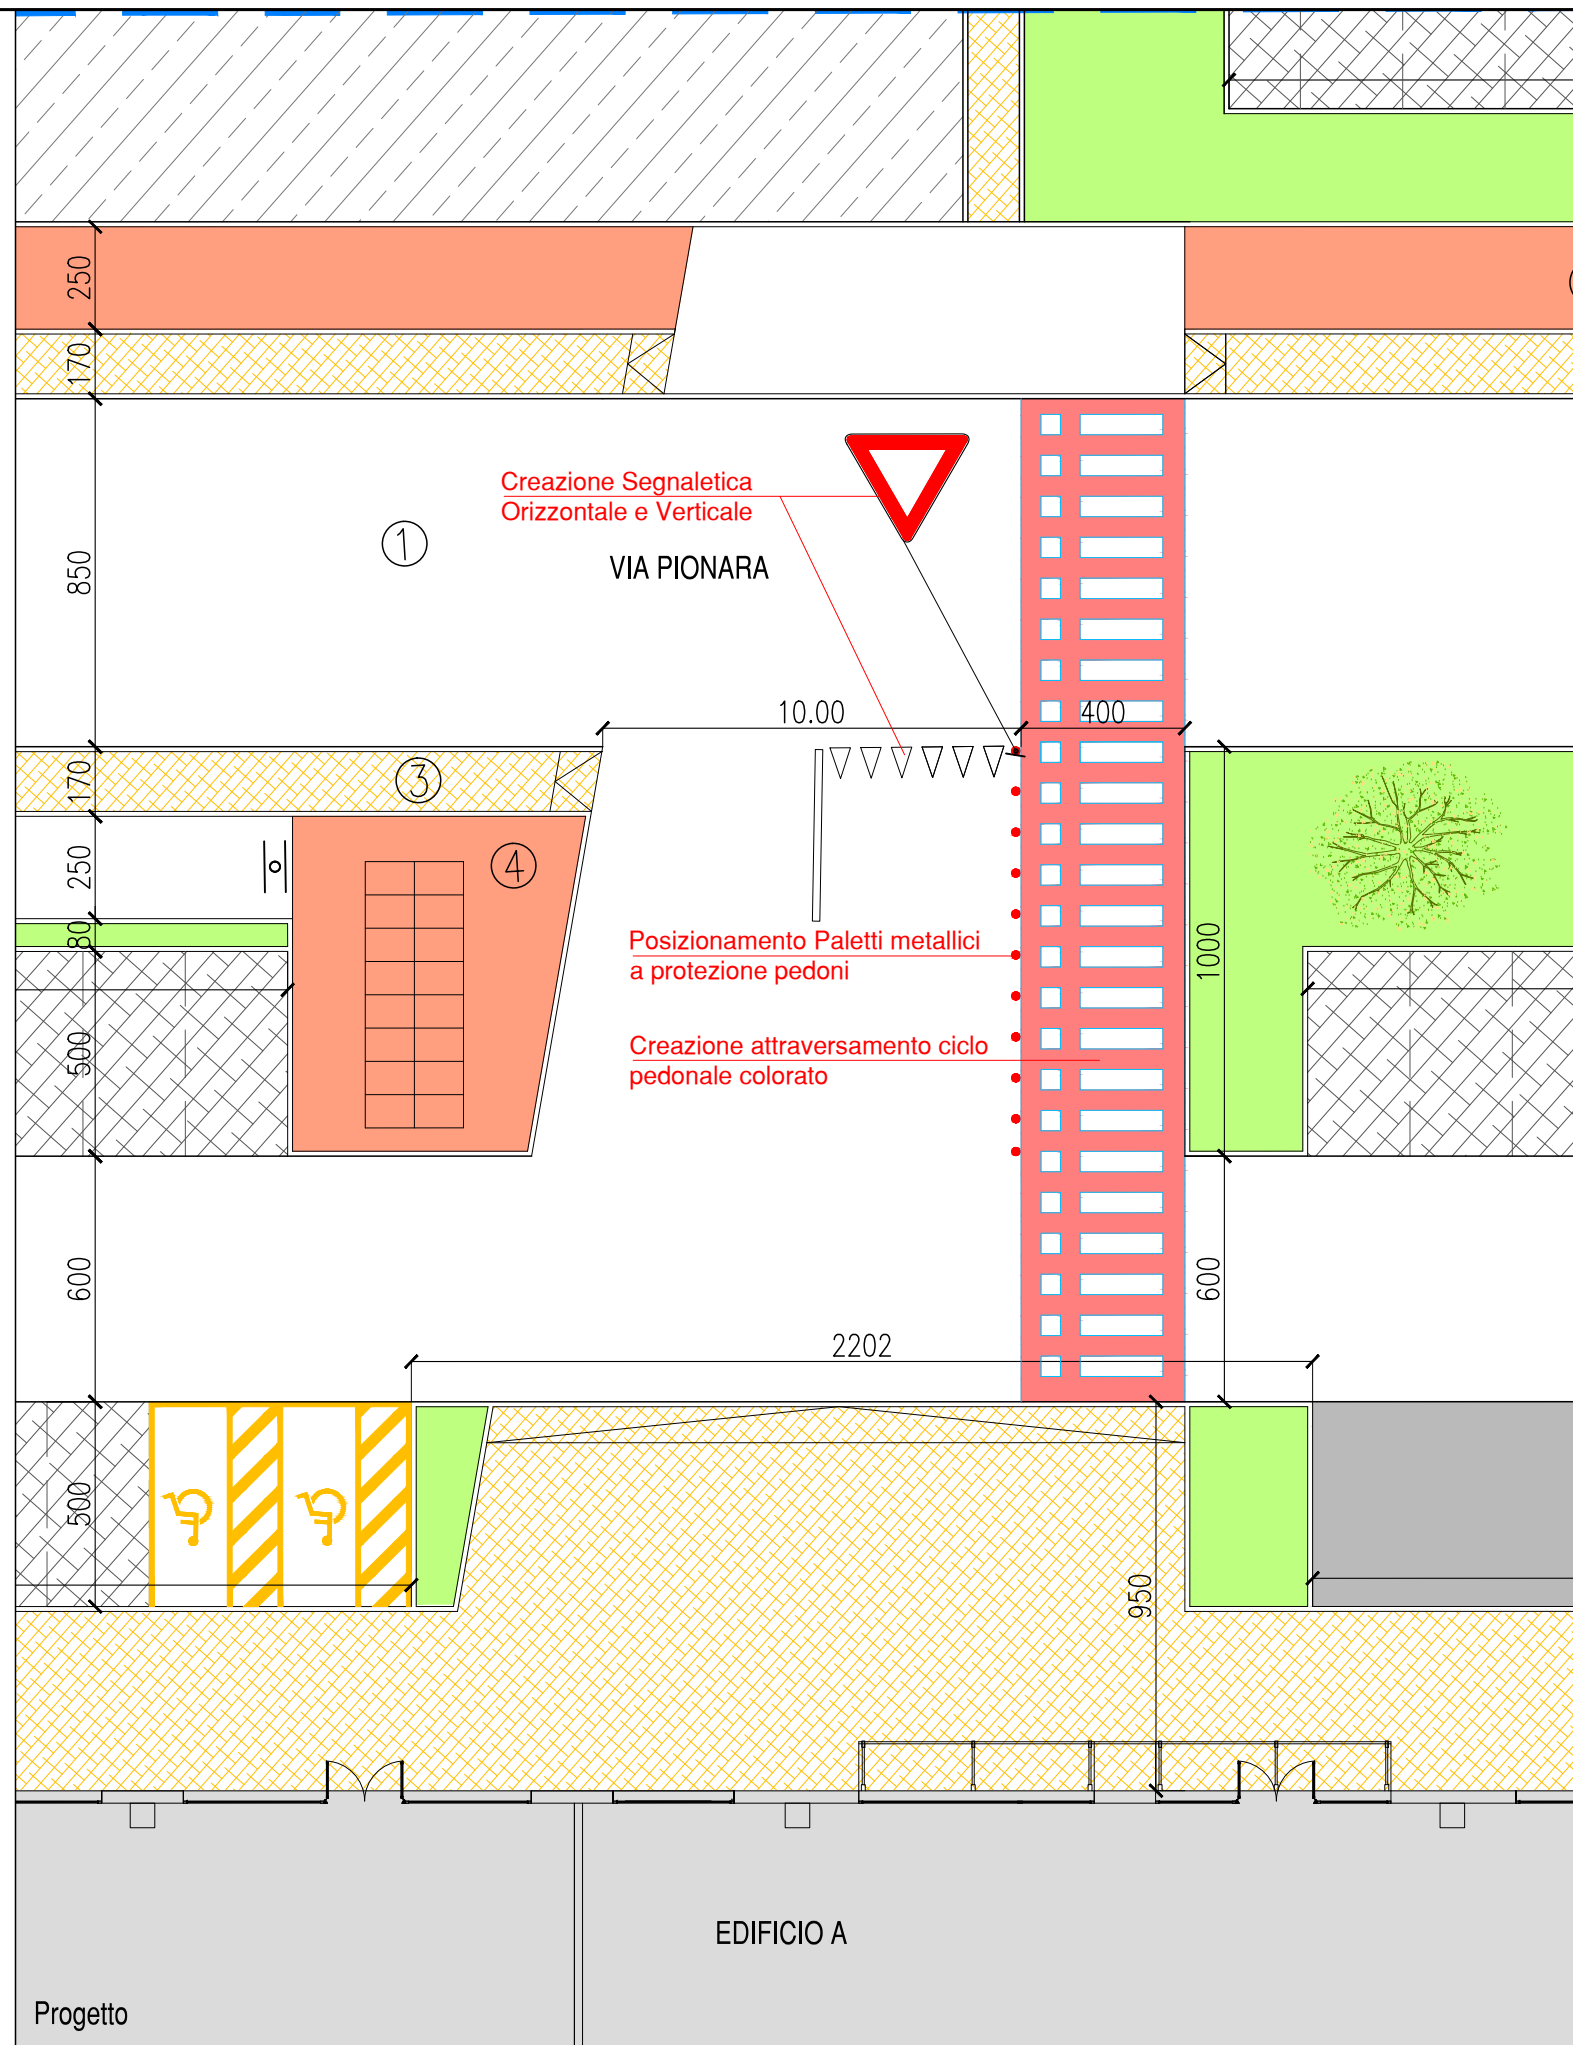 250
170
Creazione Segnaletica
Orizzontale e Verticale
1
850
VIA PIONARA
10.00
400
170
3
250
4
80
Posizionamento Paletti metallici
a protezione pedoni
1000
500
Creazione attraversamento ciclo
pedonale colorato
600
600
2202
500
950
EDIFICIO A
Progetto